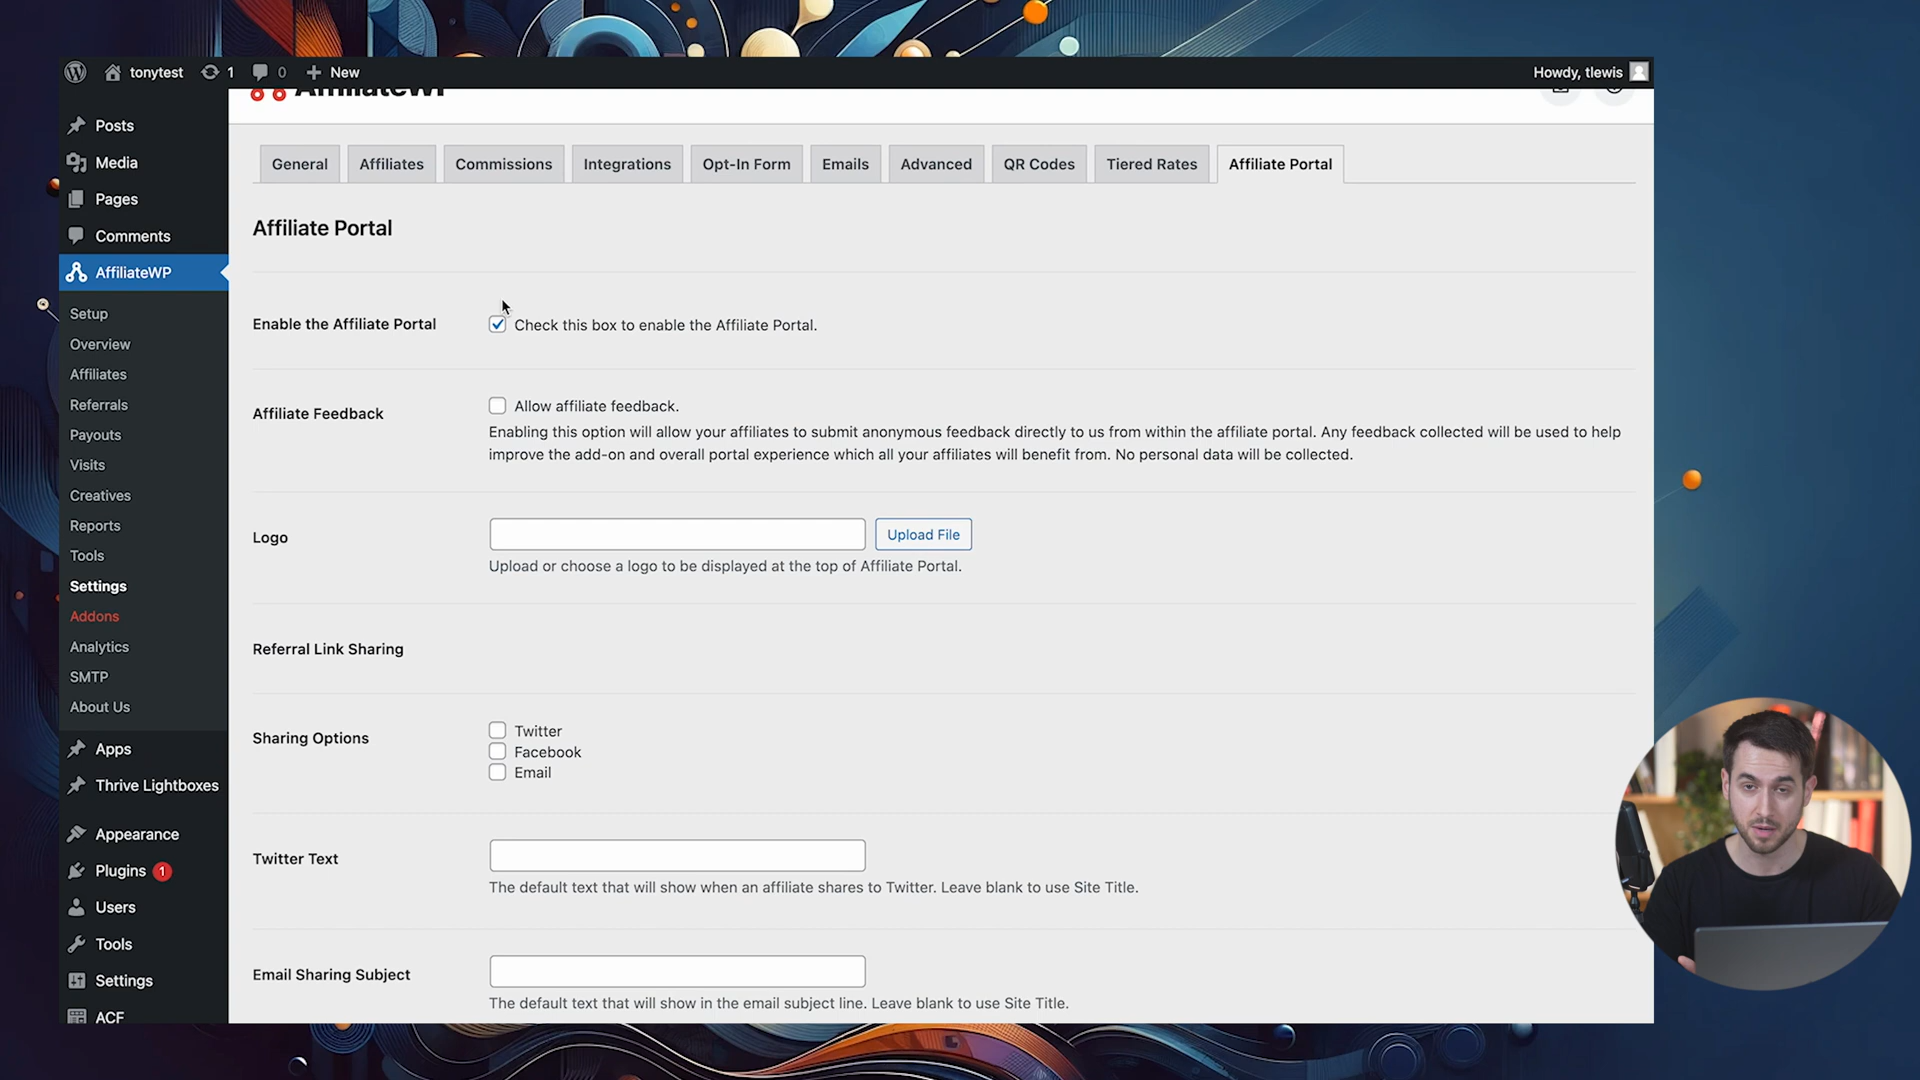 tonytest
1
0
New
Howdy, tlewis
AffiliateWP
Posts
Media
Pages
Comments
AffiliateWP
Setup
Overview
Affiliates
Referrals
Payouts
Visits
Creatives
Reports
Tools
Settings
Addons
Analytics
SMTP
About Us
Apps
Thrive Lightboxes
Appearance
Plugins 1
Users
Tools
Settings
ACF
General
Affiliates
Commissions
Integrations
Opt-In Form
Emails
Advanced
QR Codes
Tiered Rates
Affiliate Portal
Affiliate Portal
Enable the Affiliate Portal
Check this box to enable the Affiliate Portal.
Affiliate Feedback
Allow affiliate feedback.
Enabling this option will allow your affiliates to submit anonymous feedback directly to us from within the affiliate portal. Any feedback collected will be used to help
improve the add-on and overall portal experience which all your affiliates will benefit from. No personal data will be collected.
Logo
Upload File
Upload or choose a logo to be displayed at the top of Affiliate Portal.
Referral Link Sharing
Sharing Options
Twitter
Facebook
Email
Twitter Text
The default text that will show when an affiliate shares to Twitter. Leave blank to use Site Title.
Email Sharing Subject
The default text that will show in the email subject line. Leave blank to use Site Title.